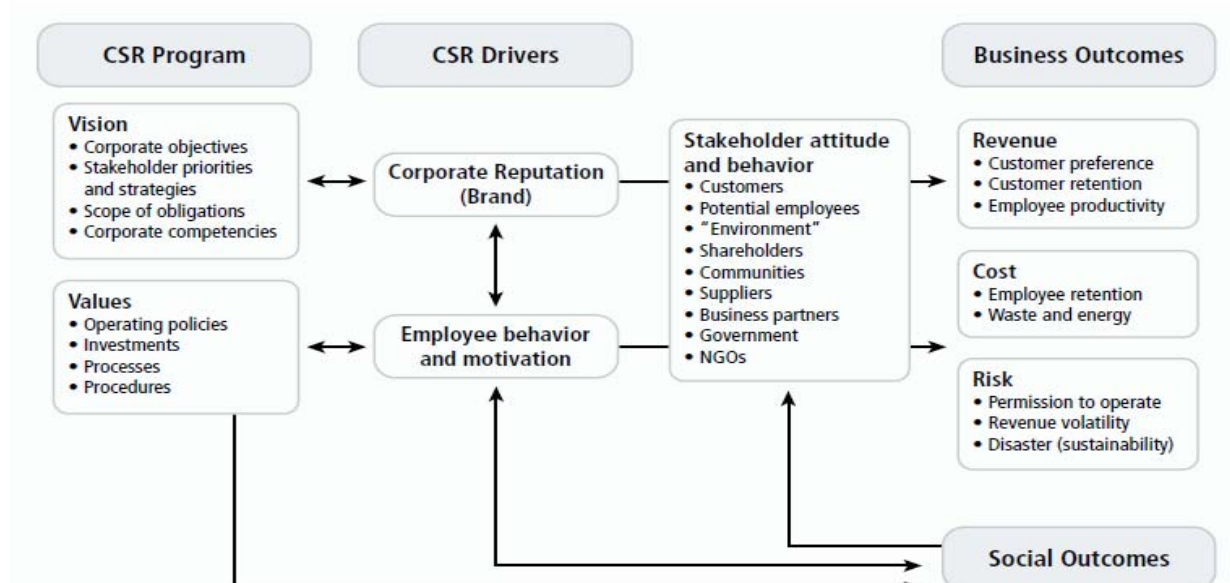 CSR Program
CSR Drivers
Business Outcomes
Vision
• Corporate objectives
• Stakeholder priorities
and strategies
• Scope of obligations
• Corporate competencies
Values
• Operating policies
• Investments
• Processes
• Procedures
Corporate Reputation
(Brand)
Employee behavior
and motivation
Stakeholder attitude
and behavior
• Customers
• Potential employees
• “Environment”
• Shareholders
• Communities
• Suppliers
• Business partners
• Government
• NGOs
Revenue
• Customer preference
• Customer retention
• Employee productivity
Cost
• Employee retention
• Waste and energy
Risk
• Permission to operate
• Revenue volatility
• Disaster (sustainability)
Social Outcomes